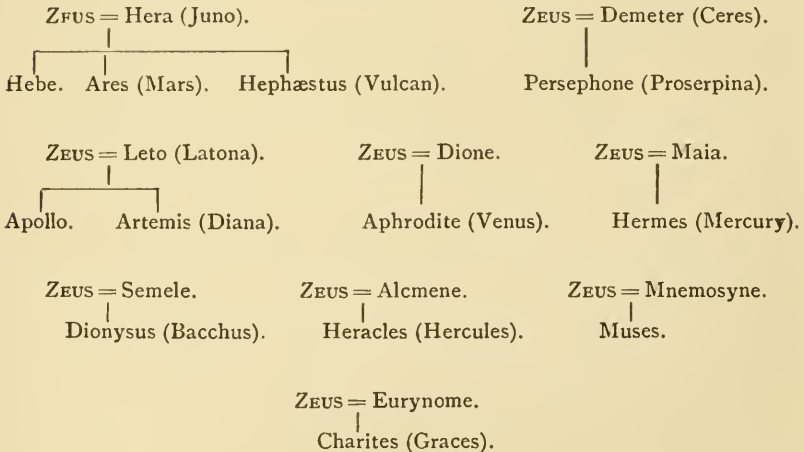 ZFUS = Hera (Juno). ZEUS = Demeter (Ceres).
Hebe. Ares (Mars). Hephæstus (Vulcan). Persephone (Proserpina).
ZEUS = Leto (Latona). ZEUS = Dione. ZEUS = Maia.
Apollo. Artemis (Diana). Aphrodite (Venus). Hermes (Mercury).
ZEUS = Semele. ZEUS = Alcmene. ZEUS = Mnemosyne.
Dionysus (Bacchus). Heracles (Hercules). Muses.
ZEUS = Eurynome.
Charites (Graces).